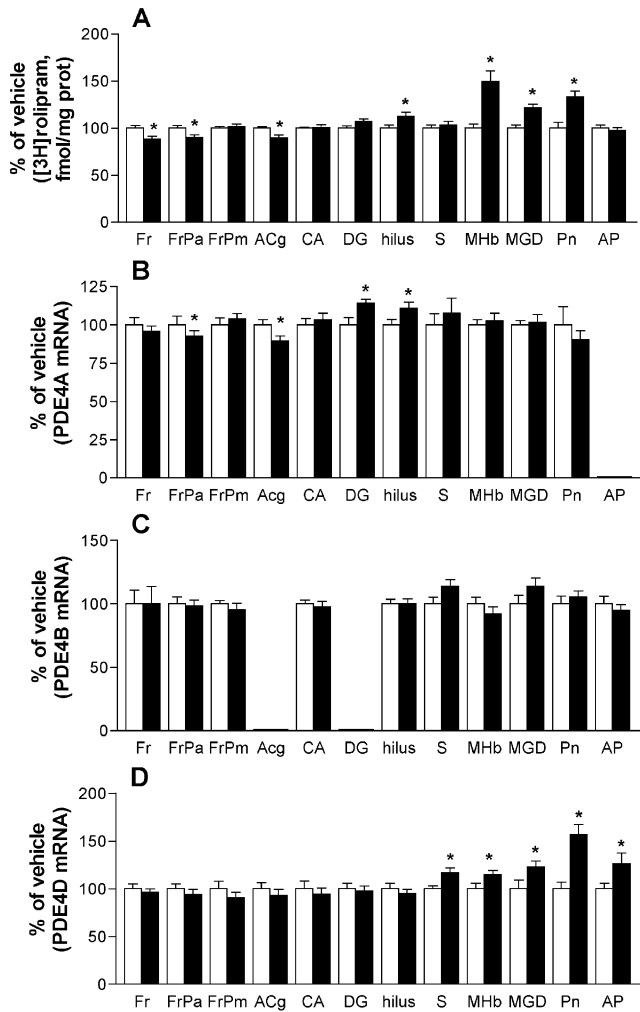 A
% of vehicle
([3H]rolipram,
fmol/mg prot)
200
150
100
50
0
* * * * * * *
Fr FrPa FrPm ACg CA DG hilus S MHb MGD Pn AP
B
% of vehicle
(PDE4A mRNA)
125
100
75
50
25
0
* * * *
Fr FrPa FrPm Acg CA DG hilus S MHb MGD Pn AP
C
% of vehicle
(PDE4B mRNA)
150
100
50
0
Fr FrPa FrPm Acg CA DG hilus S MHb MGD Pn AP
D
% of vehicle
(PDE4D mRNA)
200
150
100
50
0
* * * * *
Fr FrPa FrPm ACg CA DG hilus S MHb MGD Pn AP